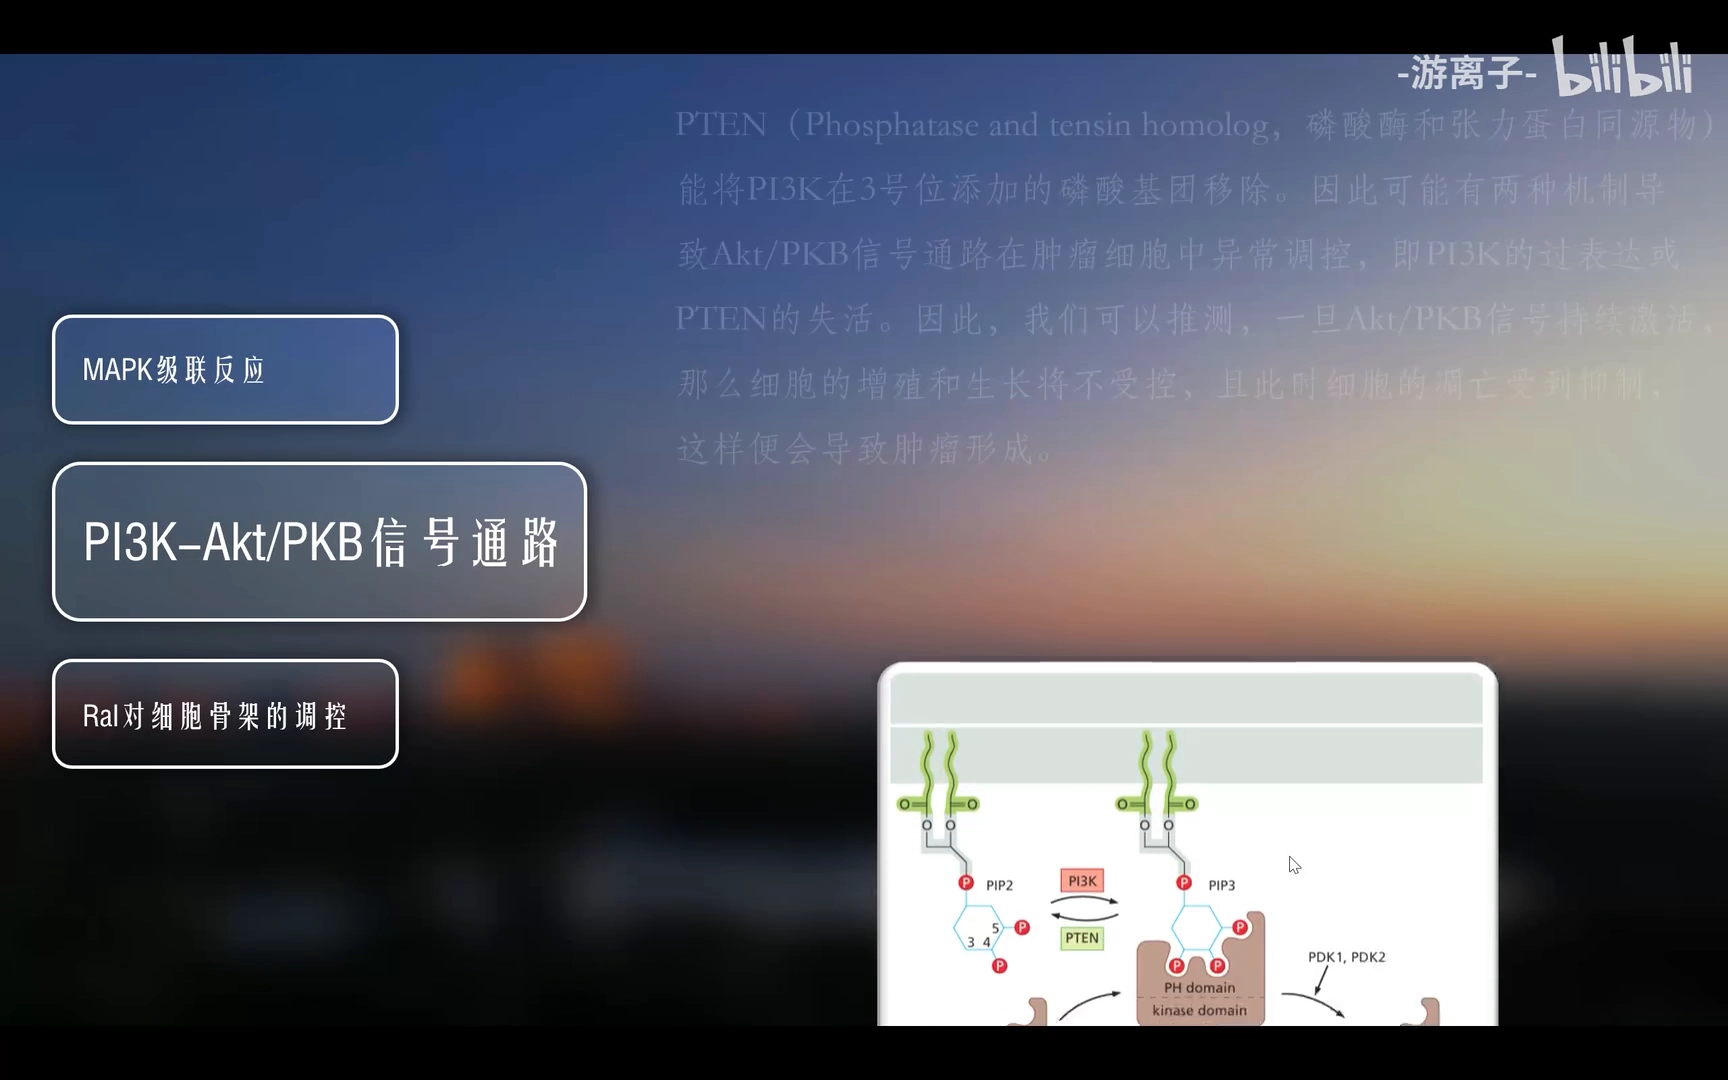 -游离子- bilibili
PTEN（Phosphatase and tensin homolog，磷酸酶和张力蛋白同源物）
能将PI3K在3号位添加的磷酸基团移除。因此可能有两种机制导
致Akt/PKB信号通路在肿瘤细胞中异常调控，即PI3K的过表达或
PTEN的失活。因此，我们可以推测，一旦Akt/PKB信号持续激活，
那么细胞的增殖和生长将不受控，且此时细胞的凋亡受到抑制，
这样便会导致肿瘤形成。
MAPK级联反应
PI3K-Akt/PKB信号通路
Ral对细胞骨架的调控
O O O O
O O O O
P PIP2 PI3K P PIP3
5 P PTEN P
3 4
P P P
PDK1, PDK2
PH domain
kinase domain